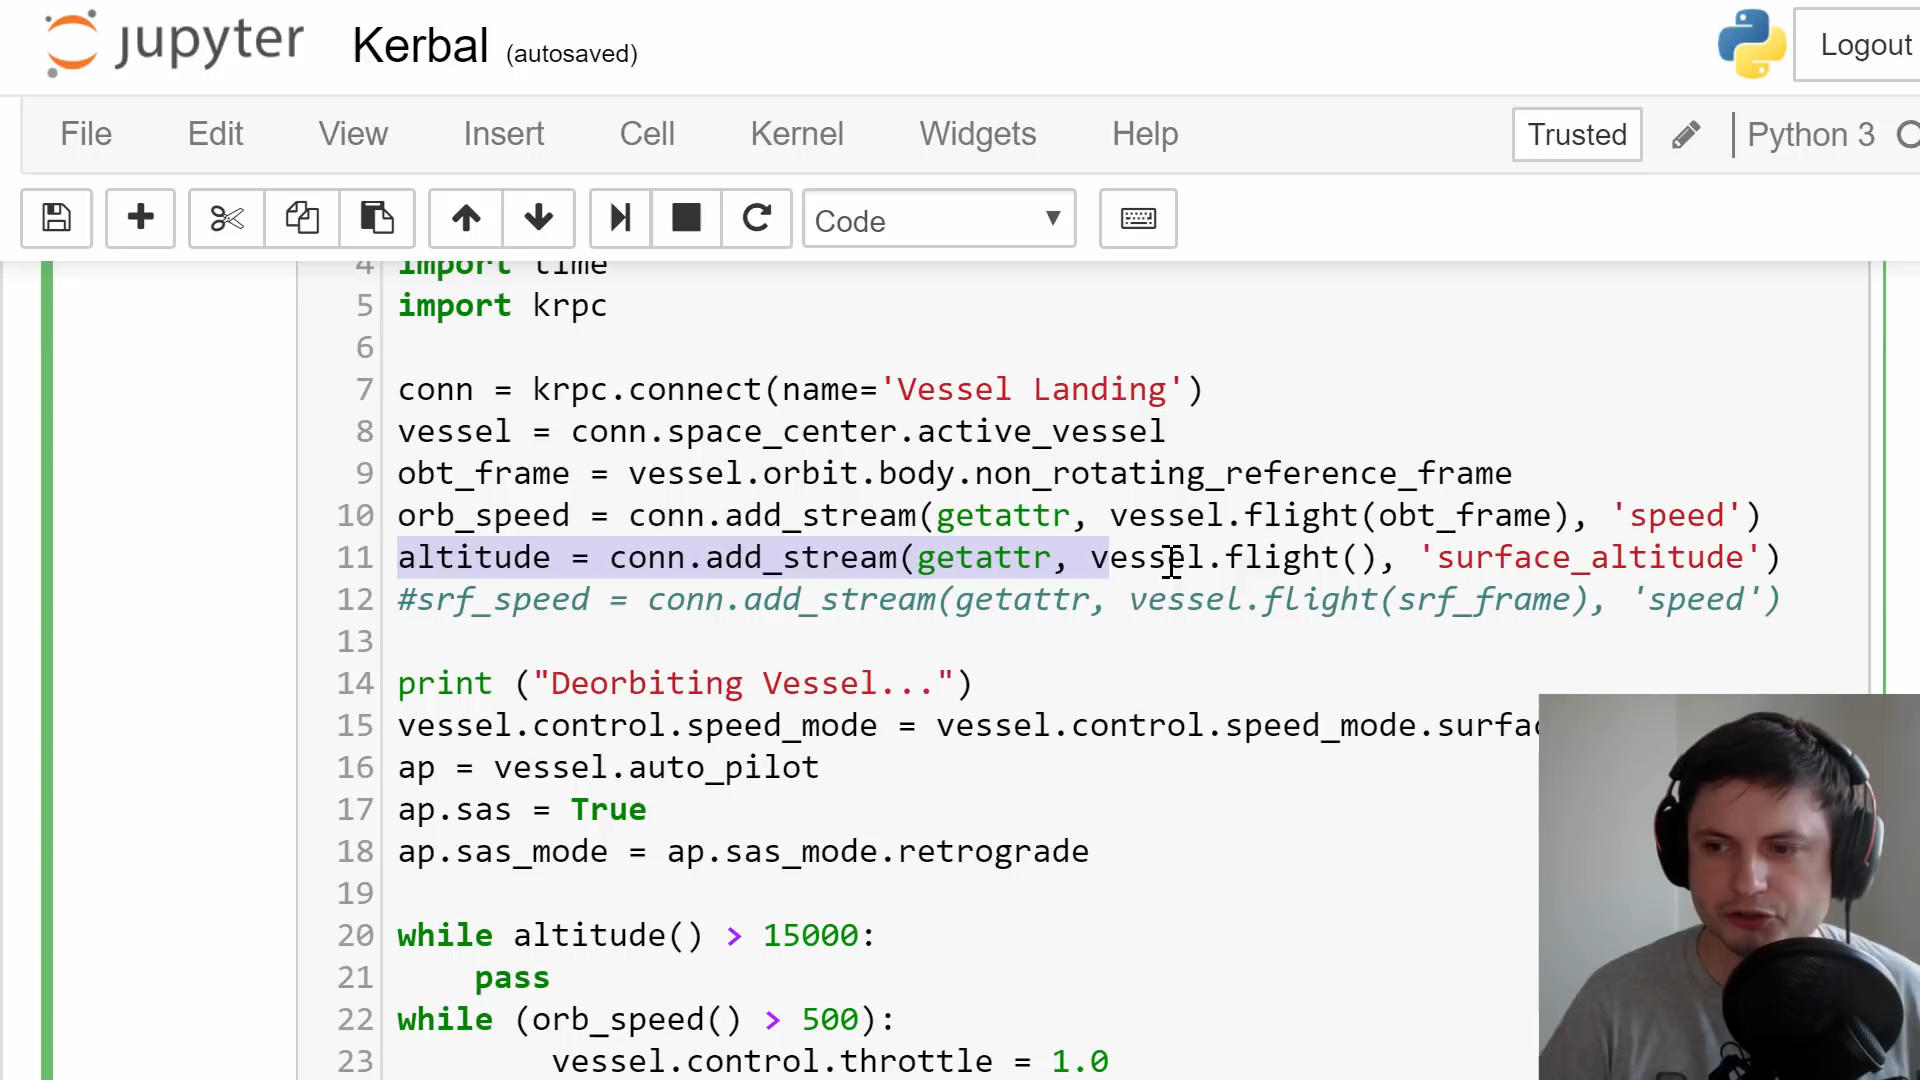 jupyter Kerbal (autosaved) Logout
File Edit View Insert Cell Kernel Widgets Help Trusted Python 3
Code
4 import time
5 import krpc
6
7 conn = krpc.connect(name='Vessel Landing')
8 vessel = conn.space_center.active_vessel
9 obt_frame = vessel.orbit.body.non_rotating_reference_frame
10 orb_speed = conn.add_stream(getattr, vessel.flight(obt_frame), 'speed')
11 altitude = conn.add_stream(getattr, vessel.flight(), 'surface_altitude')
12 #srf_speed = conn.add_stream(getattr, vessel.flight(srf_frame), 'speed')
13
14 print ("Deorbiting Vessel...")
15 vessel.control.speed_mode = vessel.control.speed_mode.surfac
16 ap = vessel.auto_pilot
17 ap.sas = True
18 ap.sas_mode = ap.sas_mode.retrograde
19
20 while altitude() > 15000:
21 pass
22 while (orb_speed() > 500):
23 vessel.control.throttle = 1.0